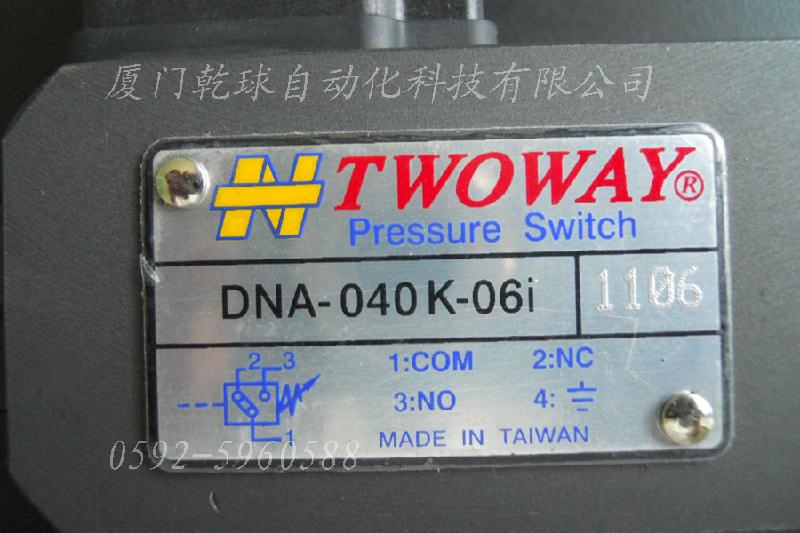 厦门乾球自动化科技有限公司
TWOWAY®
Pressure Switch
DNA-040K-06i 1106
2 3
1
1:COM 2:NC
3:NO 4:⏚
MADE IN TAIWAN
0592-5960588